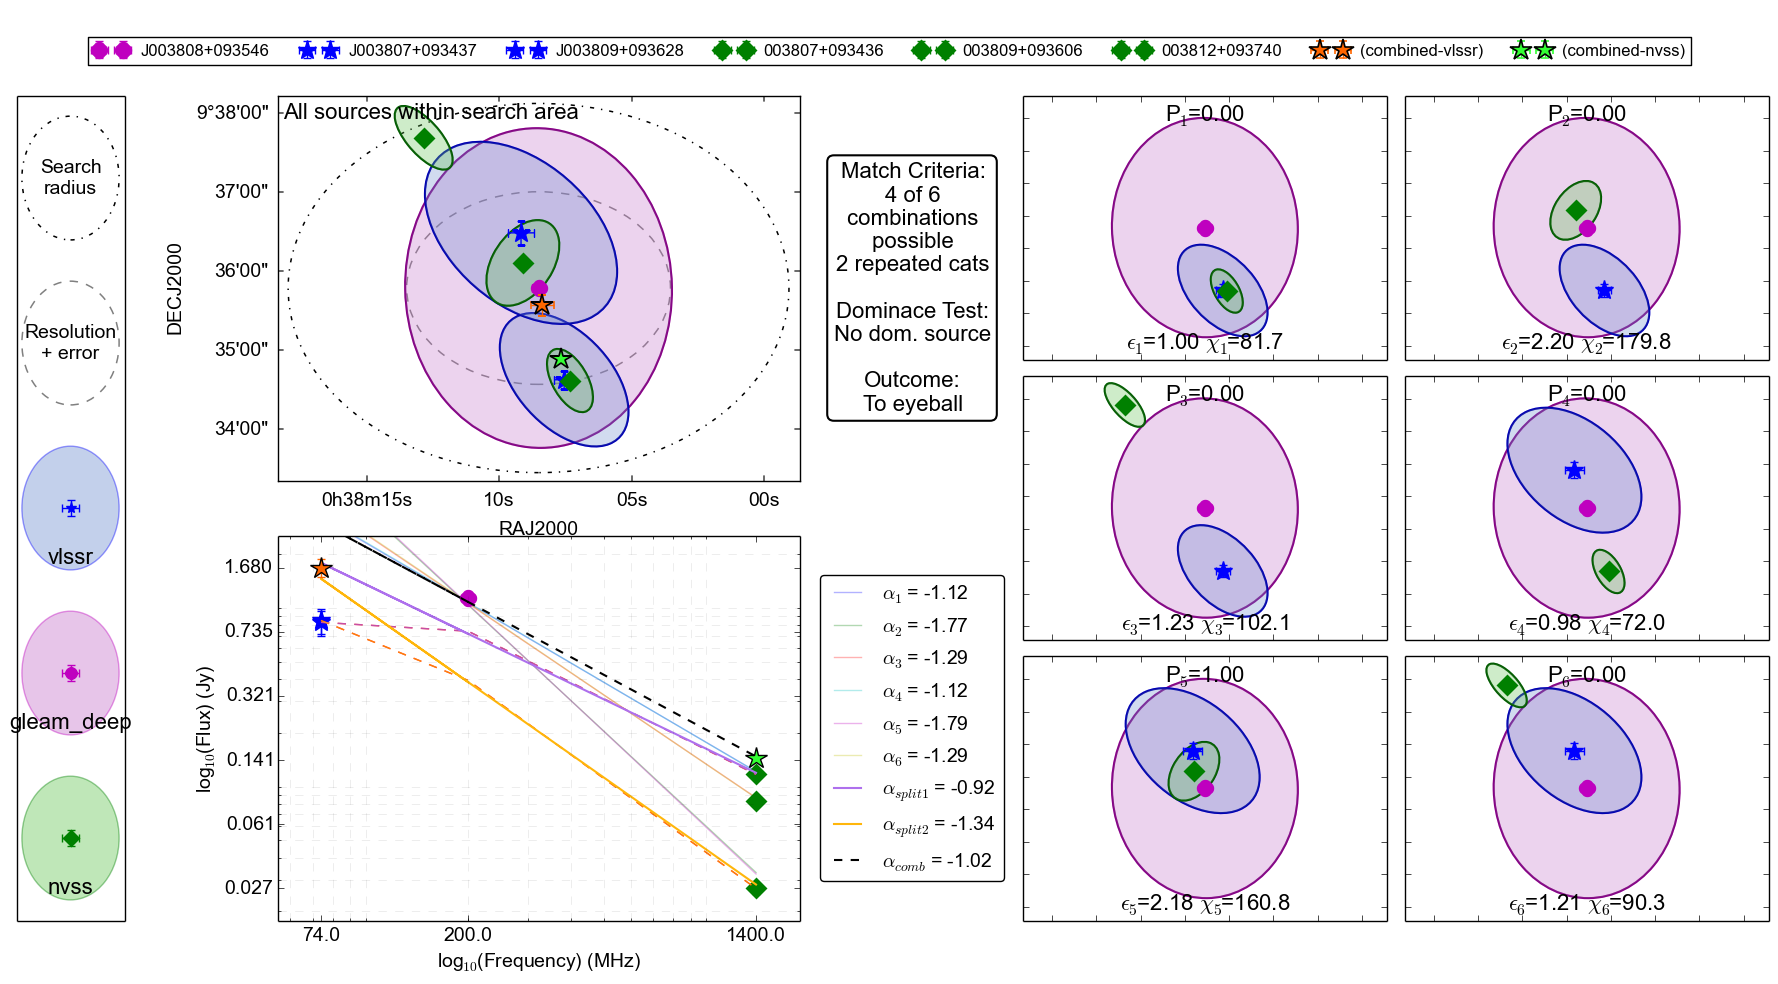 J003808+093546 J003807+093437 J003809+093628 003807+093436 003809+093606 003812+093740 (combined-vlssr) (combined-nvss)
Search
radius
Resolution
+ error
vlssr
gleam_deep
nvss
All sources within search area
9°38'00"
37'00"
36'00"
35'00"
34'00"
DECJ2000
0h38m15s 10s 05s 00s
RAJ2000
Match Criteria:
4 of 6
combinations
possible
2 repeated cats
Dominace Test:
No dom. source
Outcome:
To eyeball
1.680
0.735
0.321
0.141
0.061
0.027
log10(Flux) (Jy)
74.0 200.0 1400.0
log10(Frequency) (MHz)
α1 = -1.12
α2 = -1.77
α3 = -1.29
α4 = -1.12
α5 = -1.79
α6 = -1.29
αsplit1 = -0.92
αsplit2 = -1.34
αcomb = -1.02
P1=0.00
ϵ1=1.00 χ1=81.7
P2=0.00
ϵ2=2.20 χ2=179.8
P3=0.00
ϵ3=1.23 χ3=102.1
P4=0.00
ϵ4=0.98 χ4=72.0
P5=1.00
ϵ5=2.18 χ5=160.8
P6=0.00
ϵ6=1.21 χ6=90.3